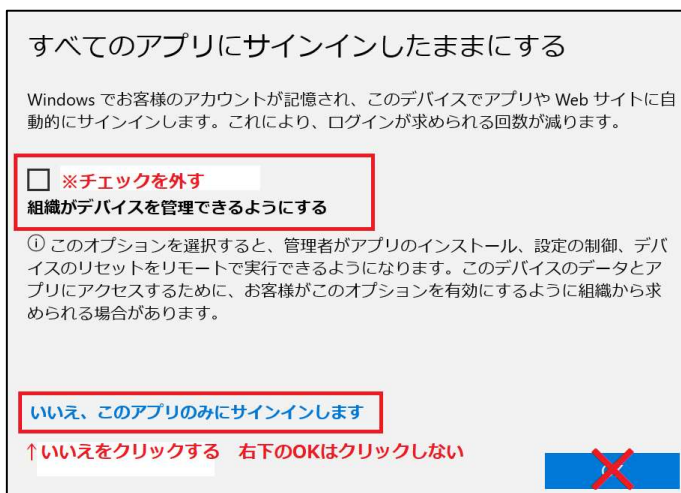 すべてのアプリにサインインしたままにする
Windows でお客様のアカウントが記憶され、このデバイスでアプリや Web サイトに自
動的にサインインします。これにより、ログインが求められる回数が減ります。
※チェックを外す
組織がデバイスを管理できるようにする
ⓘ このオプションを選択すると、管理者がアプリのインストール、設定の制御、デバ
イスのリセットをリモートで実行できるようになります。このデバイスのデータとア
プリにアクセスするために、お客様がこのオプションを有効にするように組織から求
められる場合があります。
いいえ、このアプリのみにサインインします
↑いいえをクリックする 右下のOKはクリックしない